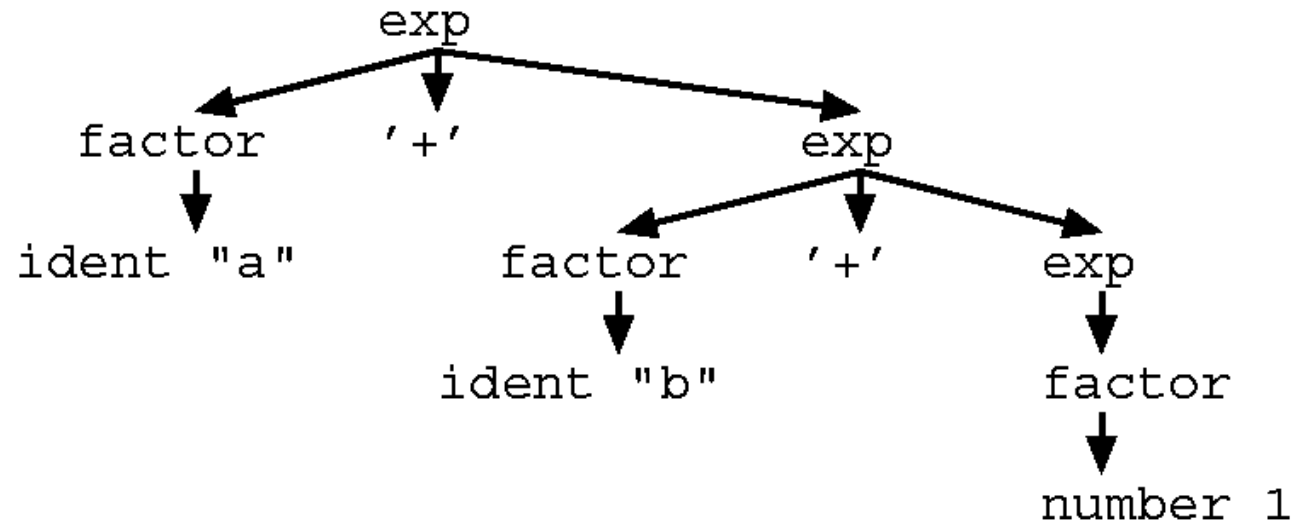 exp
factor '+' exp
ident "a" factor '+' exp
ident "b" factor
number 1